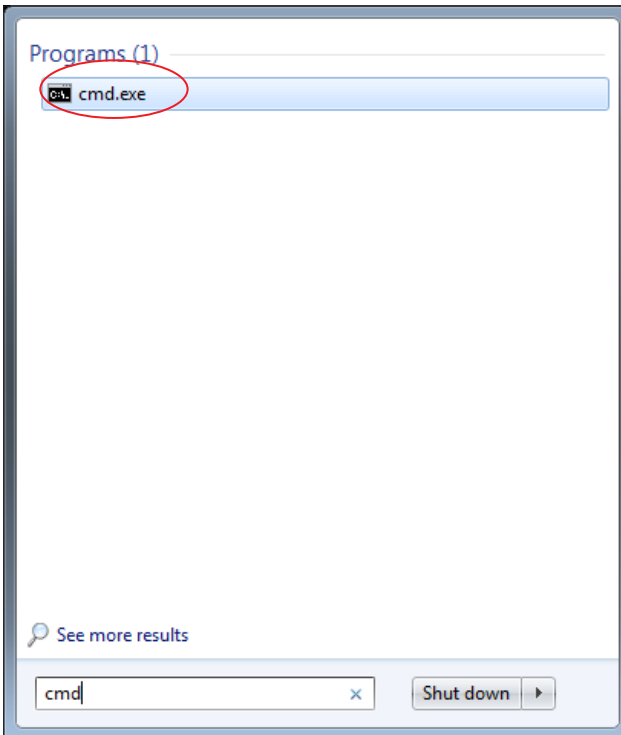 Programs (1)
C:\. cmd.exe
See more results
cmd
Shut down